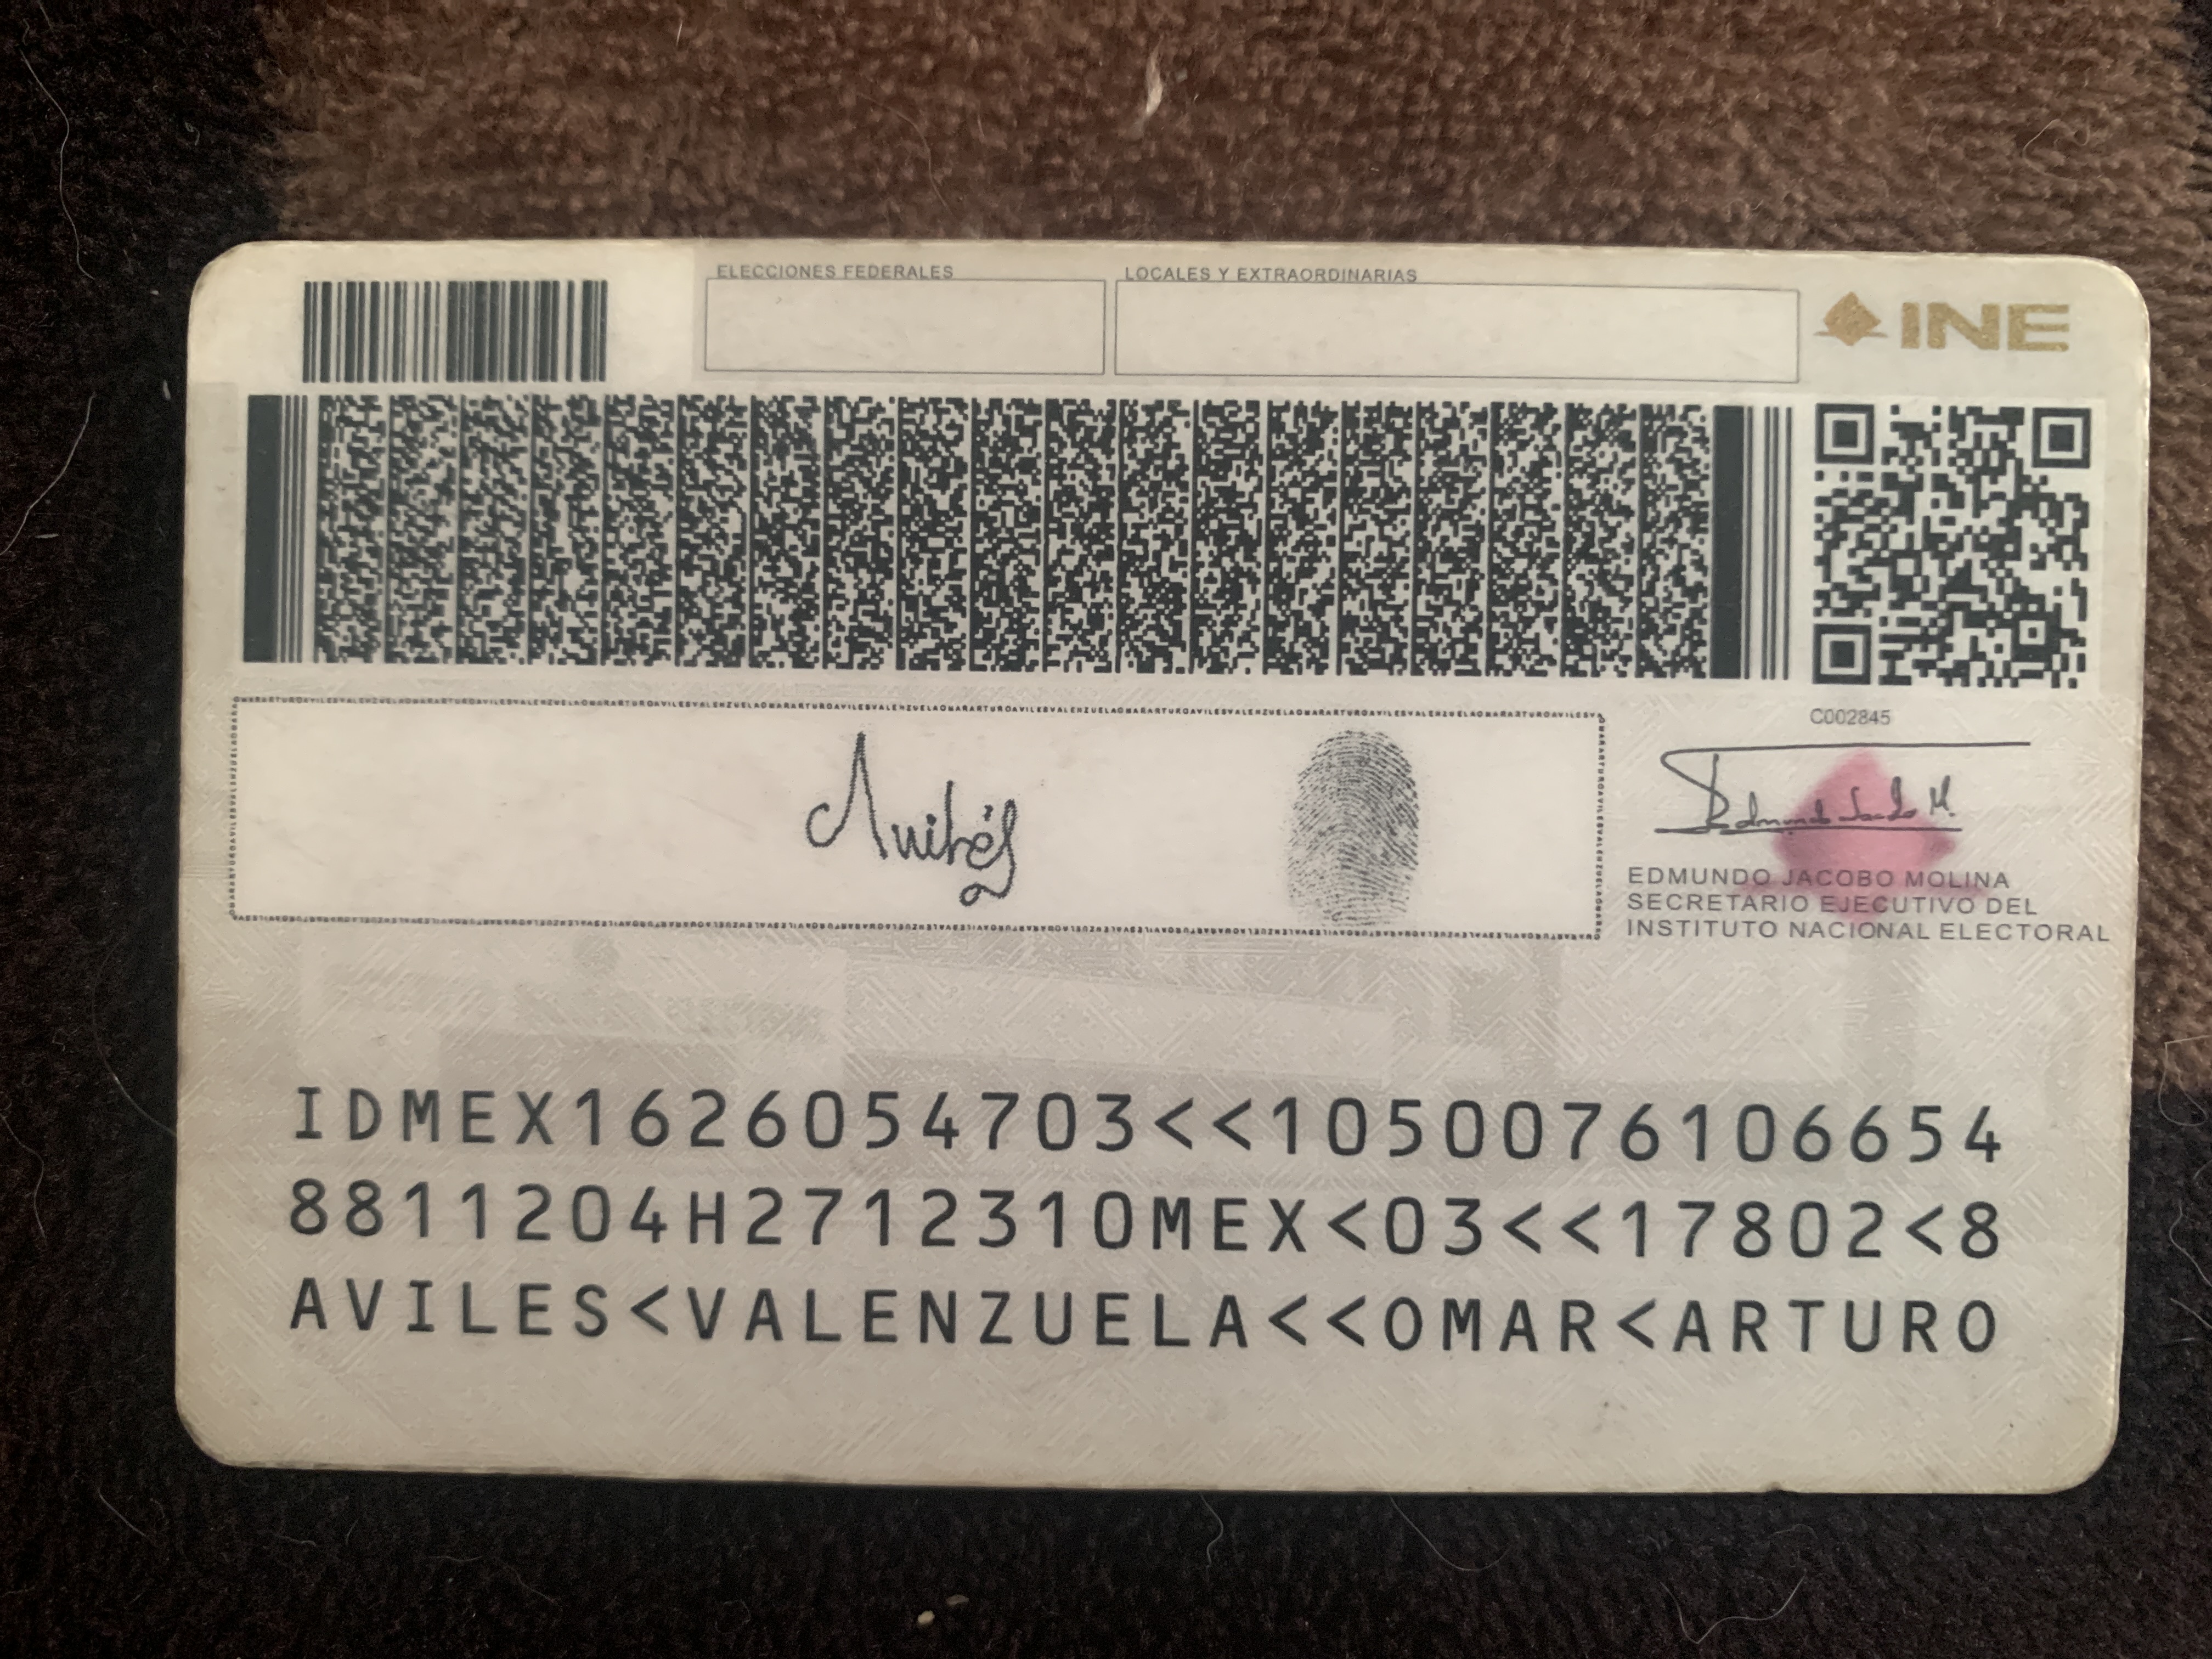 ELECCIONES FEDERALES
LOCALES Y EXTRAORDINARIAS
INE
C002845
EDMUNDO JACOBO MOLINA
SECRETARIO EJECUTIVO DEL
INSTITUTO NACIONAL ELECTORAL
IDMEX1626054703<<1050076106654
8811204H2712310MEX<03<<17802<8
AVILES<VALENZUELA<<OMAR<ARTURO